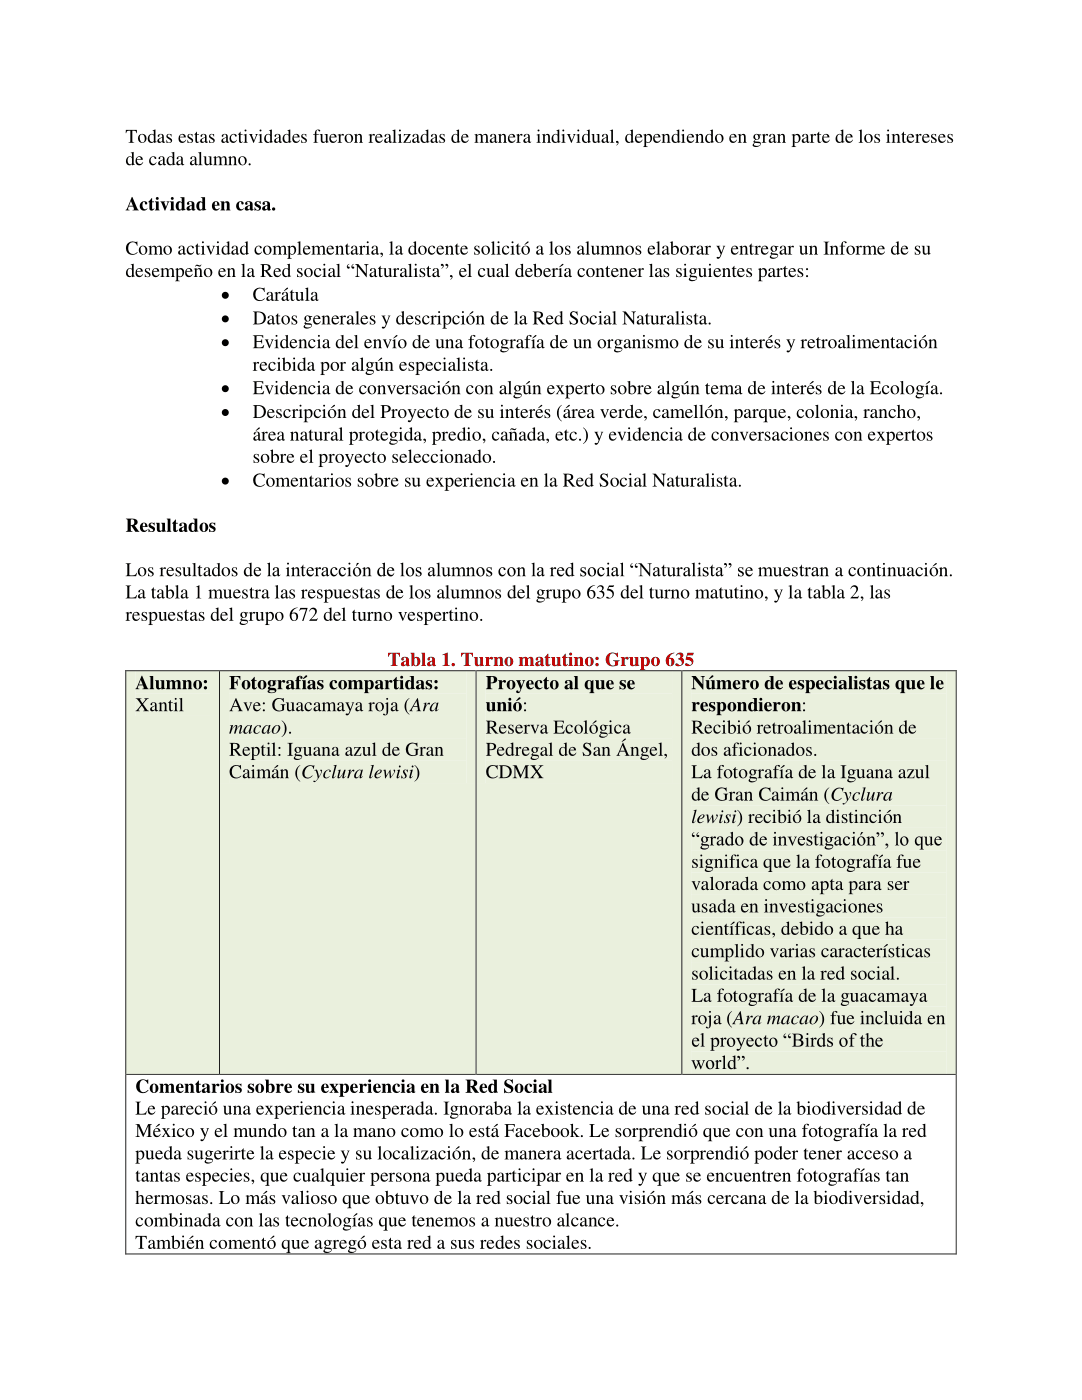 Todas estas actividades fueron realizadas de manera individual, dependiendo en gran parte de los intereses
de cada alumno.
Actividad en casa.
Como actividad complementaria, la docente solicitó a los alumnos elaborar y entregar un Informe de su
desempeño en la Red social “Naturalista”, el cual debería contener las siguientes partes:
• Carátula
• Datos generales y descripción de la Red Social Naturalista.
• Evidencia del envío de una fotografía de un organismo de su interés y retroalimentación
recibida por algún especialista.
• Evidencia de conversación con algún experto sobre algún tema de interés de la Ecología.
• Descripción del Proyecto de su interés (área verde, camellón, parque, colonia, rancho,
área natural protegida, predio, cañada, etc.) y evidencia de conversaciones con expertos
sobre el proyecto seleccionado.
• Comentarios sobre su experiencia en la Red Social Naturalista.
Resultados
Los resultados de la interacción de los alumnos con la red social “Naturalista” se muestran a continuación.
La tabla 1 muestra las respuestas de los alumnos del grupo 635 del turno matutino, y la tabla 2, las
respuestas del grupo 672 del turno vespertino.
Tabla 1. Turno matutino: Grupo 635
Alumno:
Xantil
Fotografías compartidas:
Ave: Guacamaya roja (Ara
macao).
Reptil: Iguana azul de Gran
Caimán (Cyclura lewisi)
Proyecto al que se
unió:
Reserva Ecológica
Pedregal de San Ángel,
CDMX
Número de especialistas que le
respondieron:
Recibió retroalimentación de
dos aficionados.
La fotografía de la Iguana azul
de Gran Caimán (Cyclura
lewisi) recibió la distinción
“grado de investigación”, lo que
significa que la fotografía fue
valorada como apta para ser
usada en investigaciones
científicas, debido a que ha
cumplido varias características
solicitadas en la red social.
La fotografía de la guacamaya
roja (Ara macao) fue incluida en
el proyecto “Birds of the
world”.
Comentarios sobre su experiencia en la Red Social
Le pareció una experiencia inesperada. Ignoraba la existencia de una red social de la biodiversidad de
México y el mundo tan a la mano como lo está Facebook. Le sorprendió que con una fotografía la red
pueda sugerirte la especie y su localización, de manera acertada. Le sorprendió poder tener acceso a
tantas especies, que cualquier persona pueda participar en la red y que se encuentren fotografías tan
hermosas. Lo más valioso que obtuvo de la red social fue una visión más cercana de la biodiversidad,
combinada con las tecnologías que tenemos a nuestro alcance.
También comentó que agregó esta red a sus redes sociales.